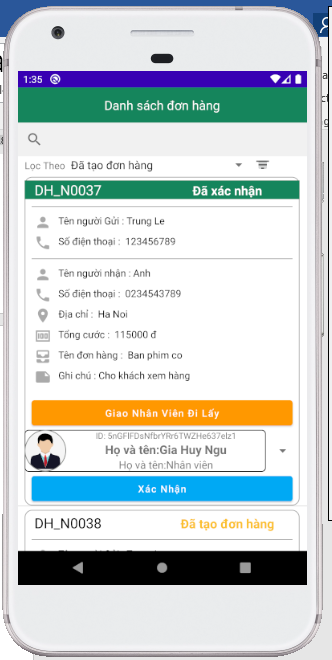 1:35
Danh sách đơn hàng
Lọc Theo Đã tạo đơn hàng
DH_N0037 Đã xác nhận
Tên người Gửi : Trung Le
Số điện thoại : 123456789
Tên người nhận : Anh
Số điện thoại : 0234543789
Địa chỉ : Ha Noi
Tổng cước : 115000 đ
Tên đơn hàng : Ban phim co
Ghi chú : Cho khách xem hàng
Giao Nhân Viên Đi Lấy
ID: 5nGFlFDsNfbrYRr6TWZHe637elz1
Họ và tên:Gia Huy Ngu
Họ và tên:Nhân viên
Xác Nhận
DH_N0038 Đã tạo đơn hàng